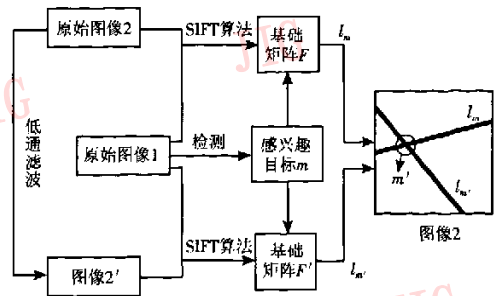 原始图像2
SIFT算法
基础
矩阵F
l_m
低通滤波
原始图像1
检测
感兴趣
目标m
l_m
m′
l_m′
图像2
SIFT算法
图像2′
基础
矩阵F′
l_m′
JIG
JIG